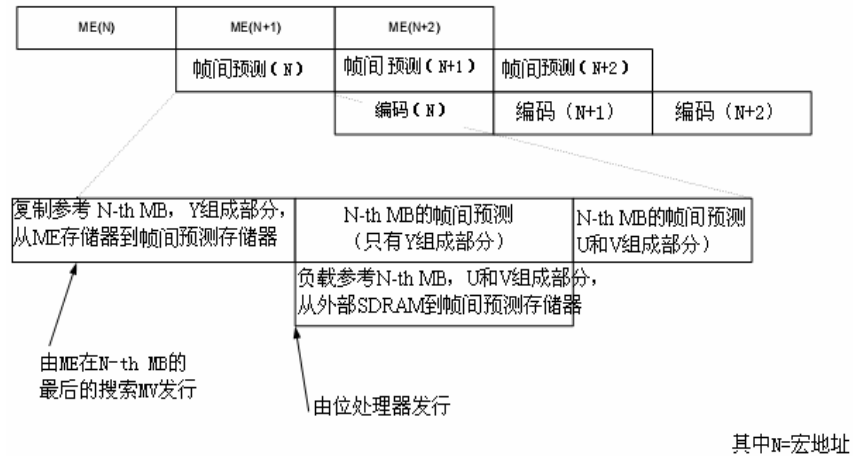 ME(N) ME(N+1) ME(N+2)
帧间预测(N) 帧间 预测(N+1) 帧间预测(N+2)
编码(N) 编码（N+1） 编码（N+2）
复制参考 N-th MB，Y组成部分，
从ME存储器到帧间预测存储器
N-th MB的帧间预测
（只有Y组成部分）
N-th MB的帧间预测
U和V组成部分）
负载参考N-th MB，U和V组成部分，
从外部SDRAM到帧间预测存储器
由ME在N-th MB的
最后的搜索MV发行
由位处理器发行
其中N=宏地址